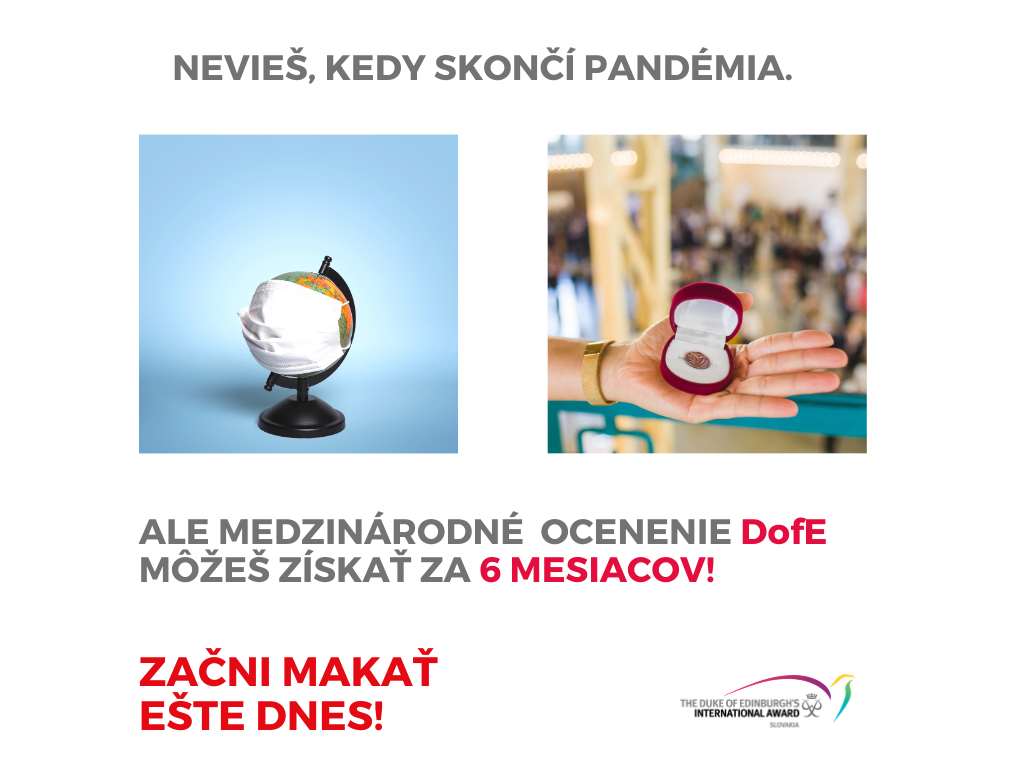 NEVIEŠ, KEDY SKONČÍ PANDÉMIA.
ALE MEDZINÁRODNÉ OCENENIE DofE
MÔŽEŠ ZÍSKAŤ ZA 6 MESIACOV!
ZAČNI MAKAŤ
EŠTE DNES!
THE DUKE OF EDINBURGH'S
INTERNATIONAL AWARD
SLOVAKIA